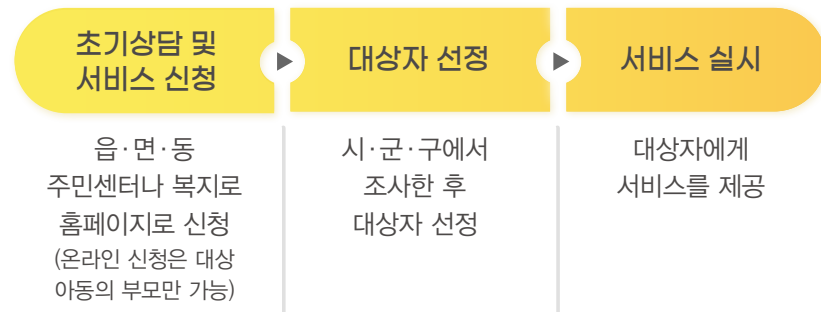 초기상담 및
서비스 신청
대상자 선정
서비스 실시
읍·면·동
주민센터나 복지로
홈페이지로 신청
(온라인 신청은 대상
아동의 부모만 가능)
시·군·구에서
조사한 후
대상자 선정
대상자에게
서비스를 제공